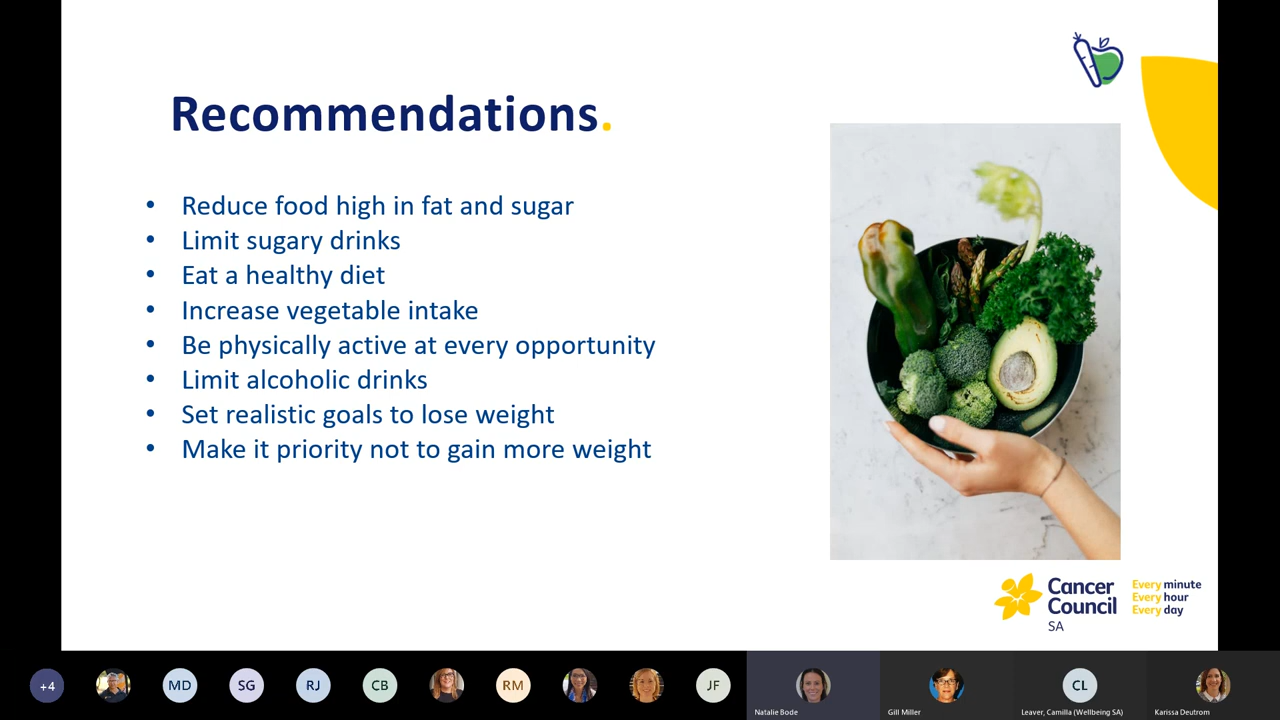 Recommendations.
• Reduce food high in fat and sugar
• Limit sugary drinks
• Eat a healthy diet
• Increase vegetable intake
• Be physically active at every opportunity
• Limit alcoholic drinks
• Set realistic goals to lose weight
• Make it priority not to gain more weight
Cancer
Council
SA
Every minute
Every hour
Every day
+4
MD
SG
RJ
CB
RM
JF
CL
Natalie Bode
Gill Miller
Leaver, Camilla (Wellbeing SA)
Karissa Deutrom